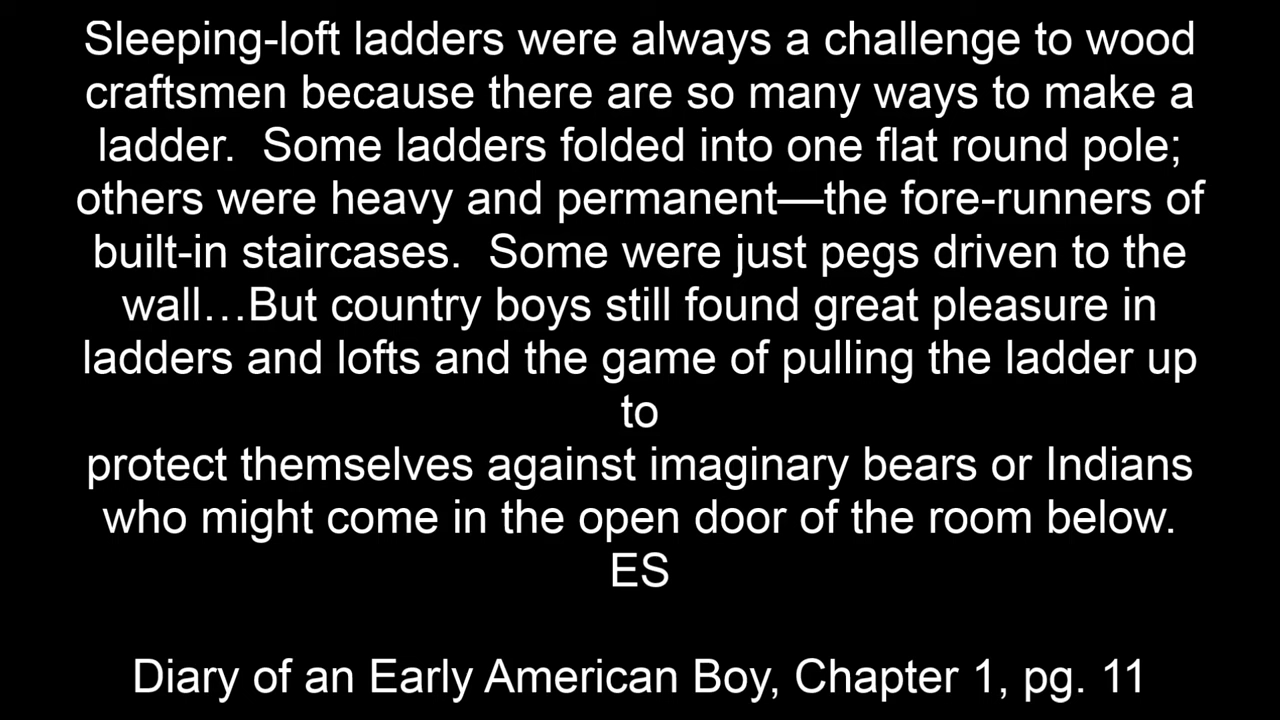 Sleeping-loft ladders were always a challenge to wood
craftsmen because there are so many ways to make a
ladder.  Some ladders folded into one flat round pole;
others were heavy and permanent—the fore-runners of
built-in staircases.  Some were just pegs driven to the
wall…But country boys still found great pleasure in
ladders and lofts and the game of pulling the ladder up
to
protect themselves against imaginary bears or Indians
who might come in the open door of the room below.
ES
Diary of an Early American Boy, Chapter 1, pg. 11